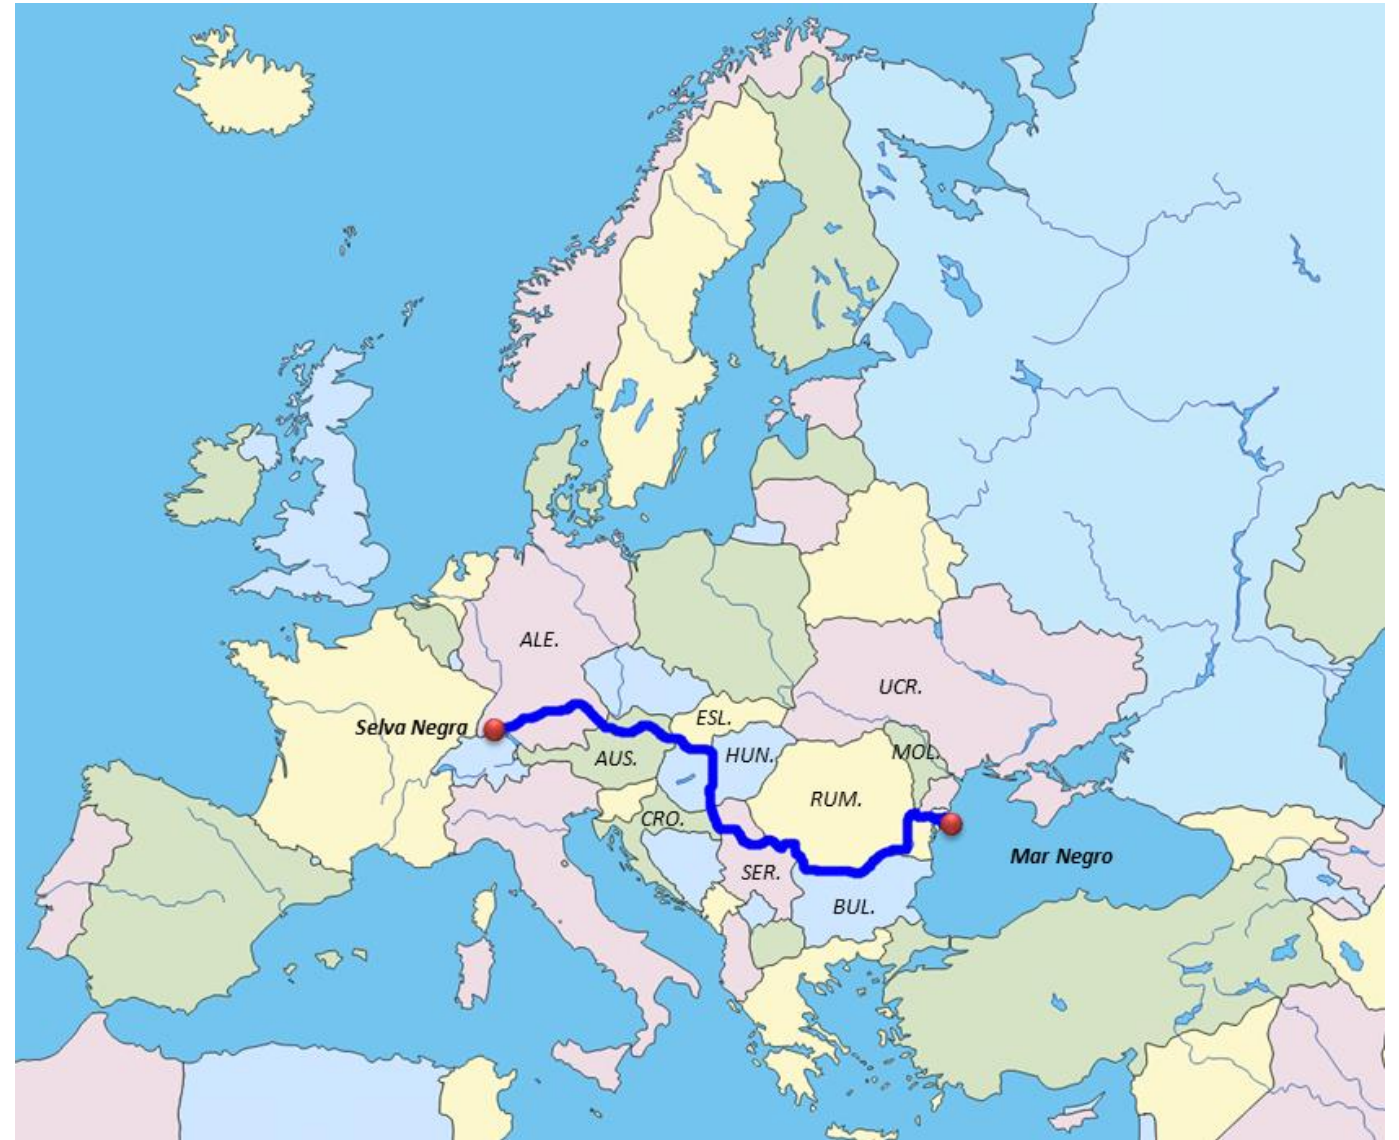 ALE.
UCR.
Selva Negra
ESL.
AUS.
HUN.
MOL.
RUM.
CRO.
Mar Negro
SER.
BUL.